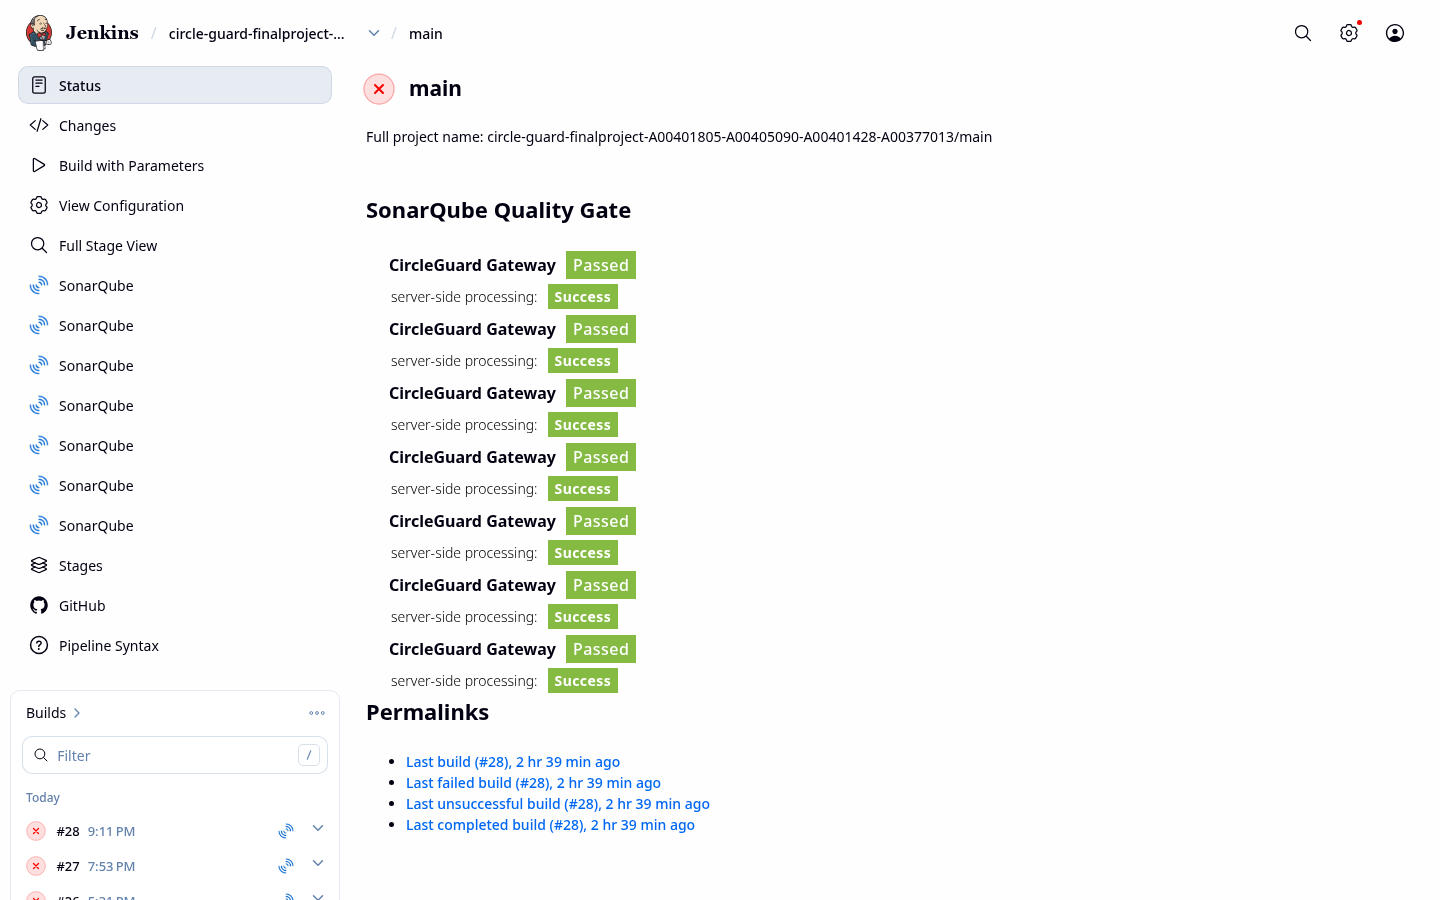 Jenkins / circle-guard-finalproject-... / main
Status
Changes
Build with Parameters
View Configuration
Full Stage View
SonarQube
SonarQube
SonarQube
SonarQube
SonarQube
SonarQube
SonarQube
Stages
GitHub
Pipeline Syntax
Builds
Filter /
Today
#28 9:11 PM
#27 7:53 PM
#26 5:31 PM
main
Full project name: circle-guard-finalproject-A00401805-A00405090-A00401428-A00377013/main
SonarQube Quality Gate
CircleGuard Gateway Passed
server-side processing: Success
CircleGuard Gateway Passed
server-side processing: Success
CircleGuard Gateway Passed
server-side processing: Success
CircleGuard Gateway Passed
server-side processing: Success
CircleGuard Gateway Passed
server-side processing: Success
CircleGuard Gateway Passed
server-side processing: Success
CircleGuard Gateway Passed
server-side processing: Success
Permalinks
Last build (#28), 2 hr 39 min ago
Last failed build (#28), 2 hr 39 min ago
Last unsuccessful build (#28), 2 hr 39 min ago
Last completed build (#28), 2 hr 39 min ago